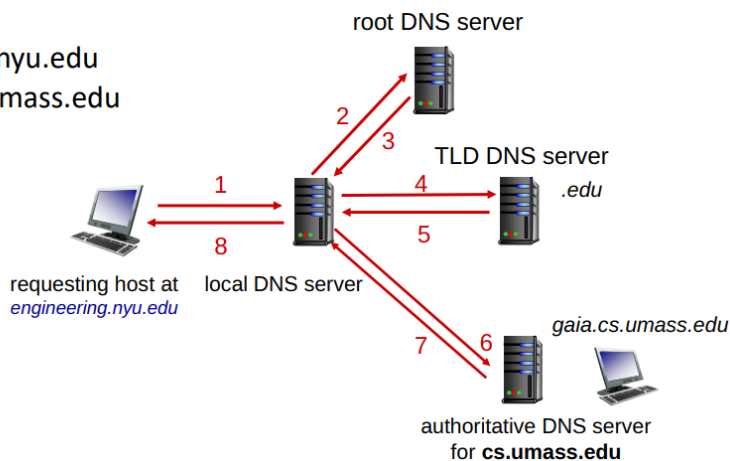 root DNS server
nyu.edu
mass.edu
2
3
TLD DNS server
.edu
1
4
5
8
requesting host at
engineering.nyu.edu
local DNS server
gaia.cs.umass.edu
6
7
authoritative DNS server
for cs.umass.edu